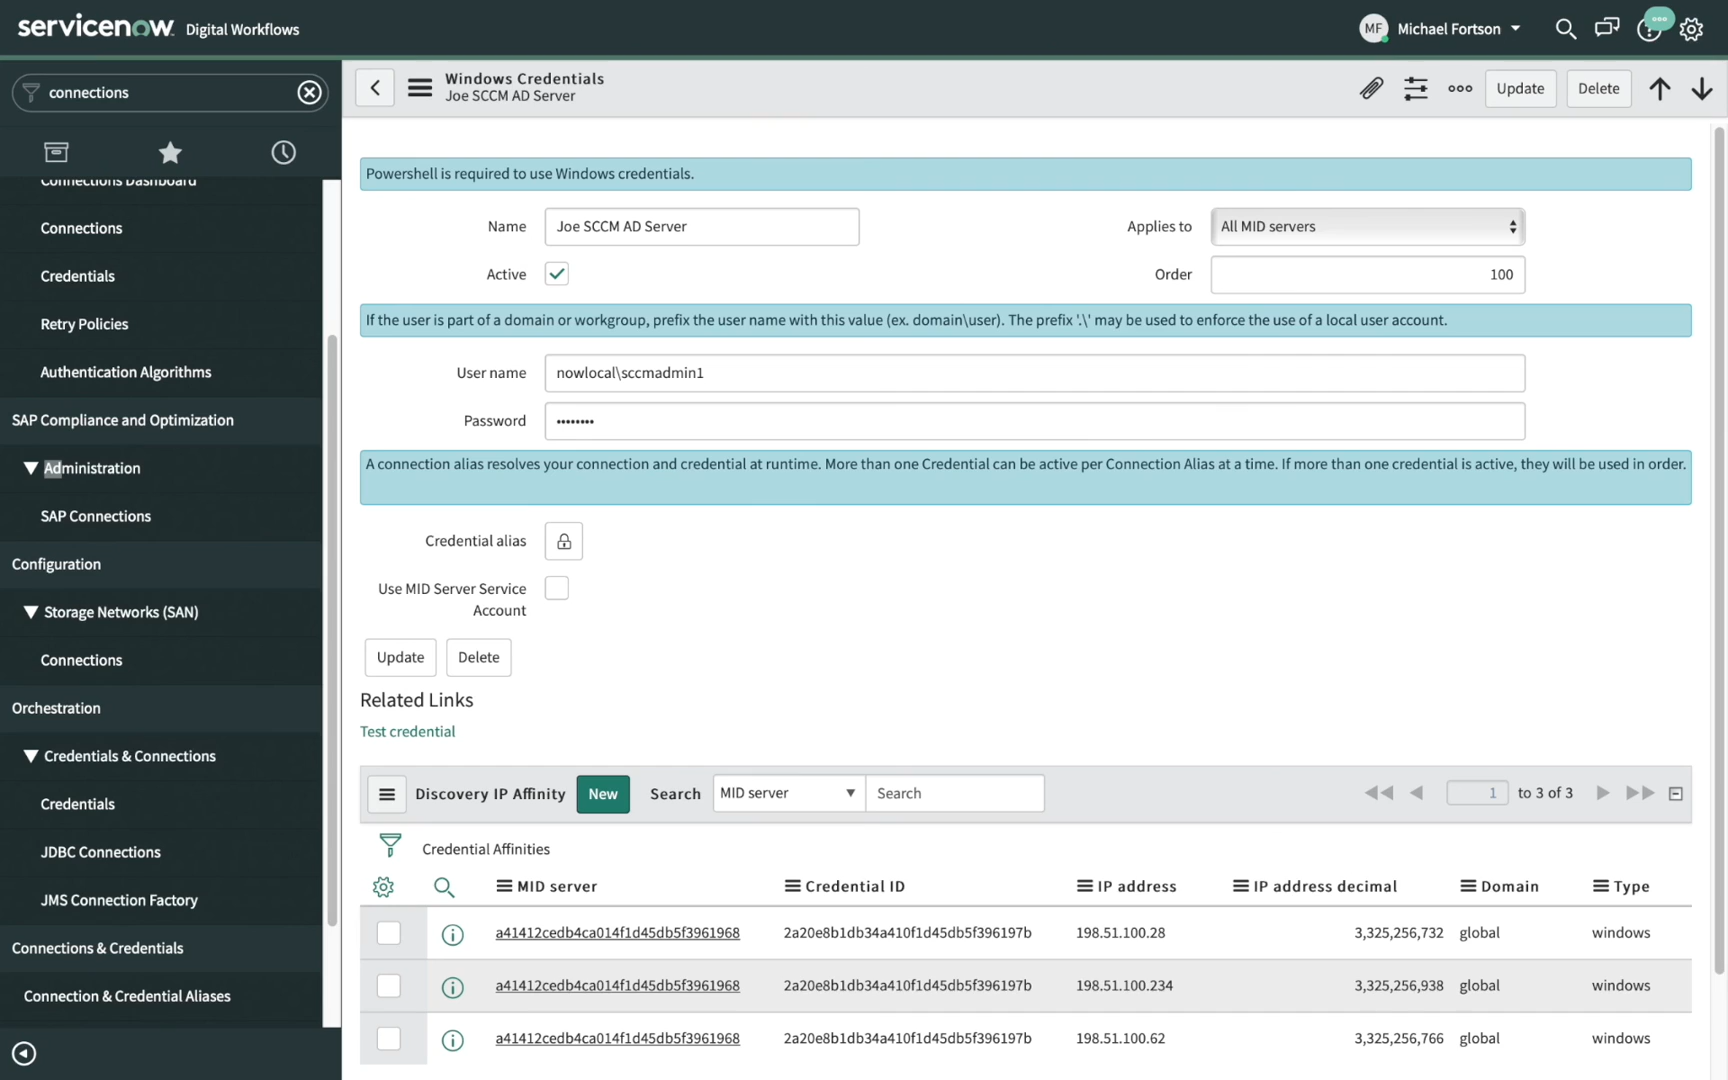 servicenow Digital Workflows
MF Michael Fortson
connections
Connections Dashboard
Connections
Credentials
Retry Policies
Authentication Algorithms
SAP Compliance and Optimization
Administration
SAP Connections
Configuration
Storage Networks (SAN)
Connections
Orchestration
Credentials & Connections
Credentials
JDBC Connections
JMS Connection Factory
Connections & Credentials
Connection & Credential Aliases
Windows Credentials
Joe SCCM AD Server
Update Delete
Powershell is required to use Windows credentials.
Name Joe SCCM AD Server Applies to All MID servers
Active Order 100
If the user is part of a domain or workgroup, prefix the user name with this value (ex. domain\user). The prefix '.\' may be used to enforce the use of a local user account.
User name nowlocal\sccmadmin1
Password ••••••••
A connection alias resolves your connection and credential at runtime. More than one Credential can be active per Connection Alias at a time. If more than one credential is active, they will be used in order.
Credential alias
Use MID Server Service
Account
Update Delete
Related Links
Test credential
Discovery IP Affinity New Search MID server Search 1 to 3 of 3
Credential Affinities
MID server Credential ID IP address IP address decimal Domain Type
a41412cedb4ca014f1d45db5f3961968 2a20e8b1db34a410f1d45db5f396197b 198.51.100.28 3,325,256,732 global windows
a41412cedb4ca014f1d45db5f3961968 2a20e8b1db34a410f1d45db5f396197b 198.51.100.234 3,325,256,938 global windows
a41412cedb4ca014f1d45db5f3961968 2a20e8b1db34a410f1d45db5f396197b 198.51.100.62 3,325,256,766 global windows